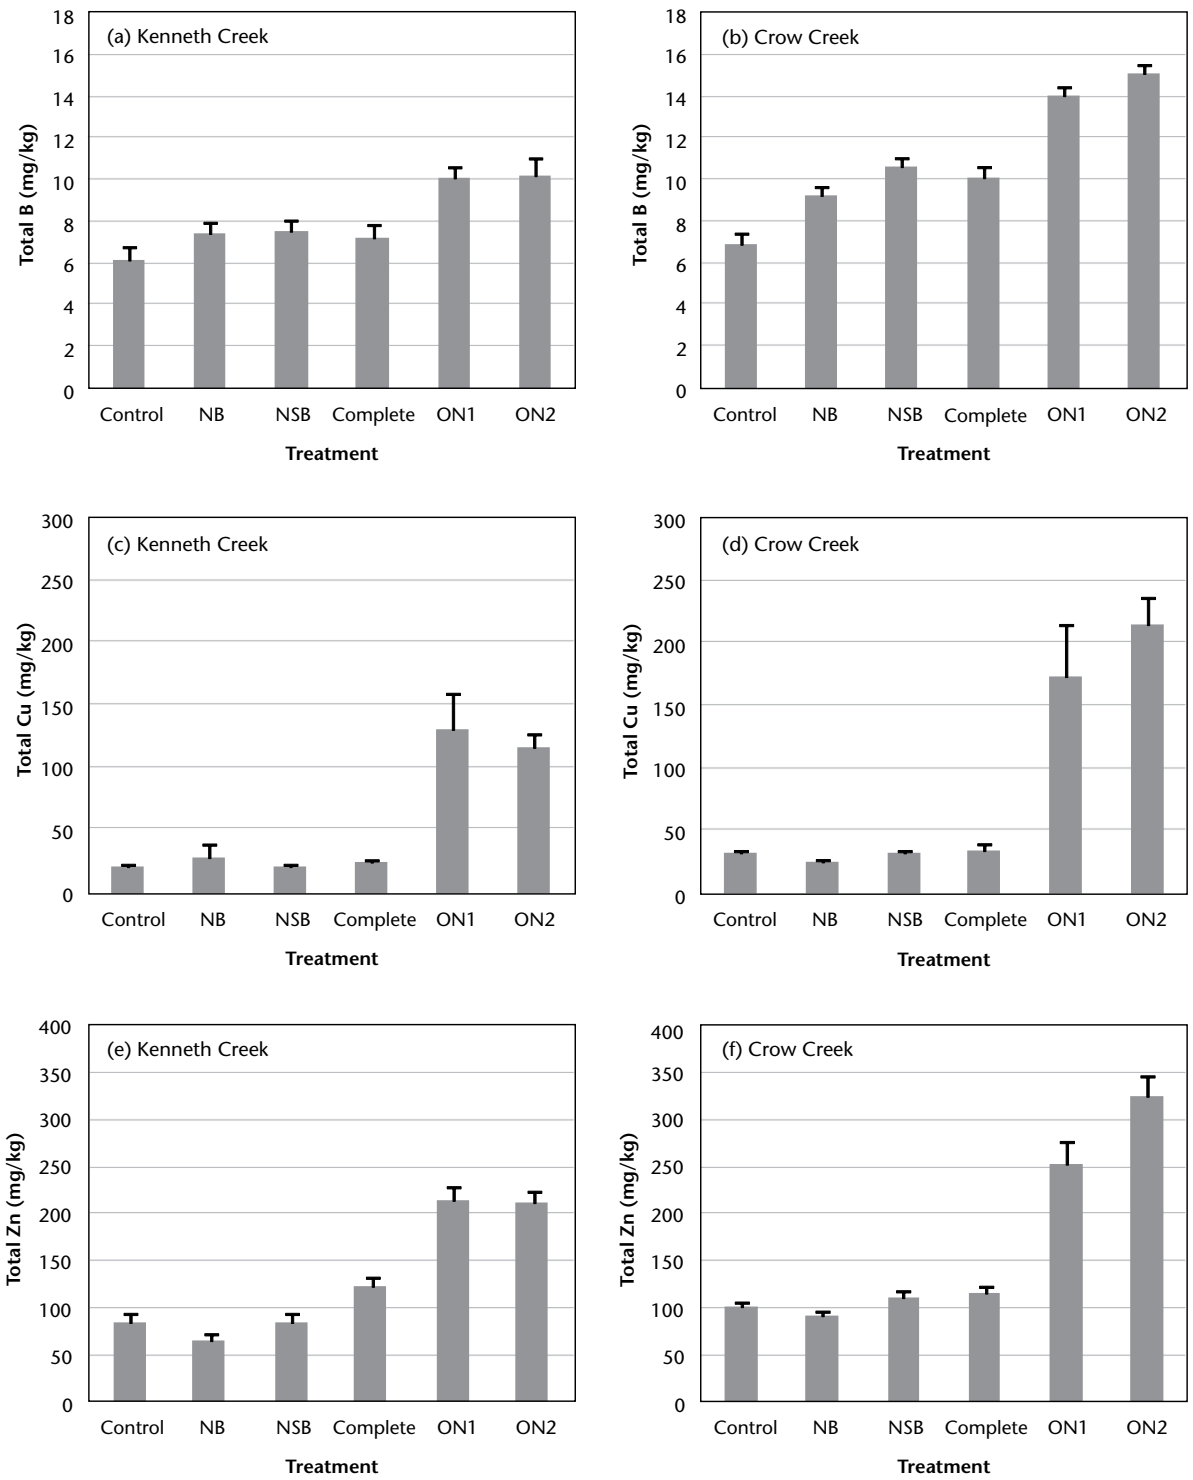 18
16
14
12
10
8
6
4
2
0
Total B (mg/kg)
(a) Kenneth Creek
Control NB NSB Complete ON1 ON2
Treatment
18
16
14
12
10
8
6
4
2
0
Total B (mg/kg)
(b) Crow Creek
Control NB NSB Complete ON1 ON2
Treatment
300
250
200
150
100
50
0
Total Cu (mg/kg)
(c) Kenneth Creek
Control NB NSB Complete ON1 ON2
Treatment
300
250
200
150
100
50
0
Total Cu (mg/kg)
(d) Crow Creek
Control NB NSB Complete ON1 ON2
Treatment
400
350
300
250
200
150
100
50
0
Total Zn (mg/kg)
(e) Kenneth Creek
Control NB NSB Complete ON1 ON2
Treatment
400
350
300
250
200
150
100
50
0
Total Zn (mg/kg)
(f) Crow Creek
Control NB NSB Complete ON1 ON2
Treatment